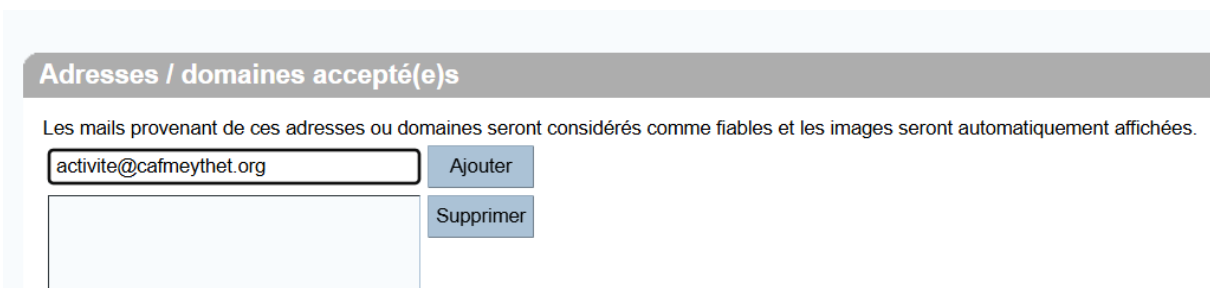 Adresses / domaines accepté(e)s
Les mails provenant de ces adresses ou domaines seront considérés comme fiables et les images seront automatiquement affichées.
activite@cafmeythet.org Ajouter
Supprimer